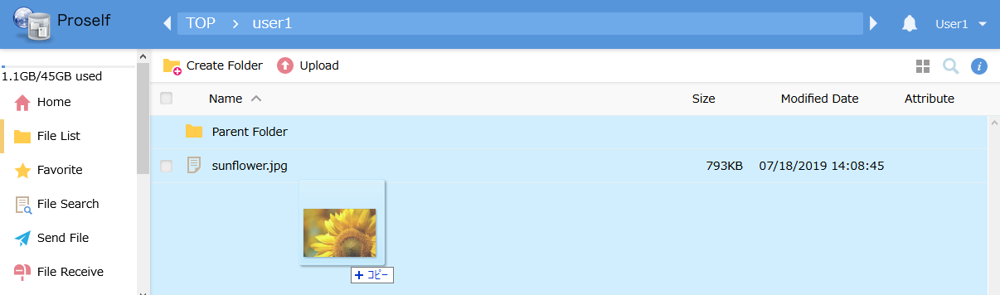 Proself
TOP > user1
User1
1.1GB/45GB used
Home
File List
Favorite
File Search
Send File
File Receive
Create Folder
Upload
i
Name
Size
Modified Date
Attribute
Parent Folder
sunflower.jpg
793KB
07/18/2019 14:08:45
+ コピー